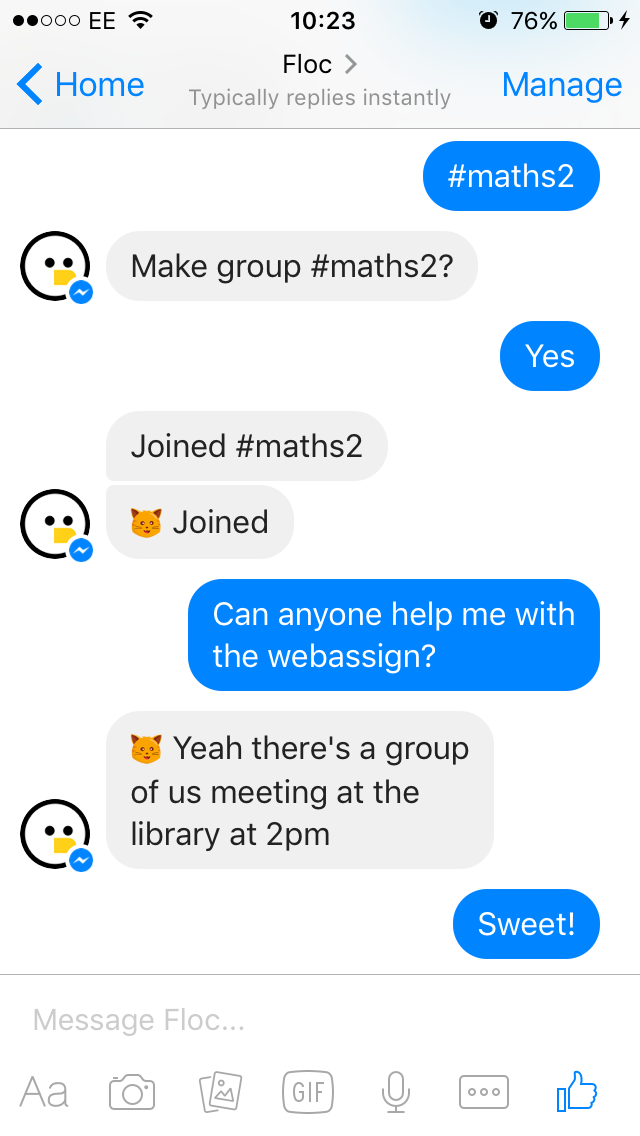 EE 10:23 76%
Home Floc Manage
Typically replies instantly
#maths2
Make group #maths2?
Yes
Joined #maths2
Joined
Can anyone help me with
the webassign?
Yeah there's a group
of us meeting at the
library at 2pm
Sweet!
Message Floc...
Aa GIF